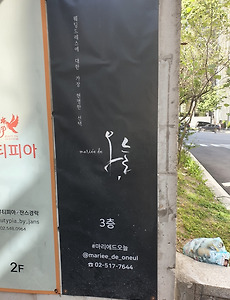 웨딩드레스에 대한 가장 현명한 선택
mariee de
오늘
3층
#마리에드오늘
@mariee_de_oneul
☎ 02-517-7644
티피아
2F